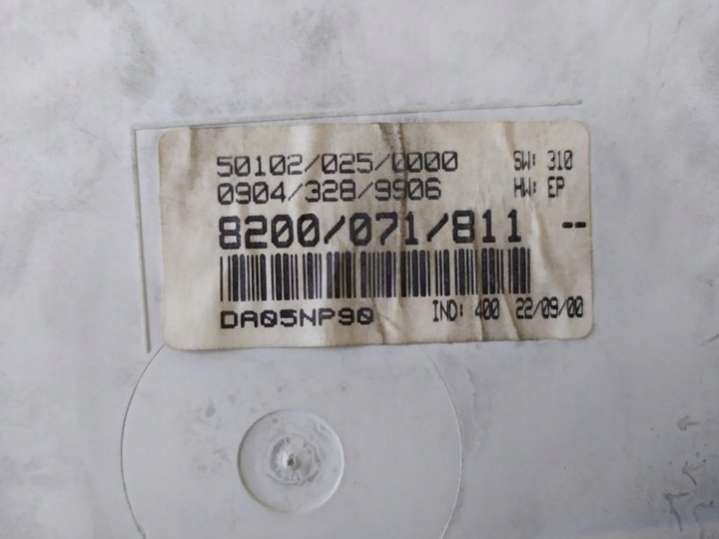 50102/025/0000 SW: 310
0904/328/9906 HW: EP
8200/071/811 --
DA05NP90 IND: 400 22/09/00